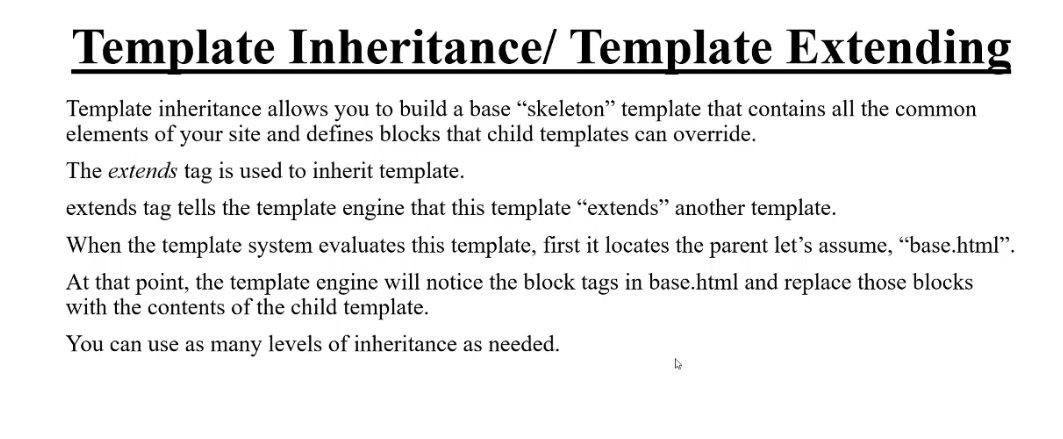 Template Inheritance/ Template Extending
Template inheritance allows you to build a base “skeleton” template that contains all the common
elements of your site and defines blocks that child templates can override.
The extends tag is used to inherit template.
extends tag tells the template engine that this template “extends” another template.
When the template system evaluates this template, first it locates the parent let’s assume, “base.html”.
At that point, the template engine will notice the block tags in base.html and replace those blocks
with the contents of the child template.
You can use as many levels of inheritance as needed.